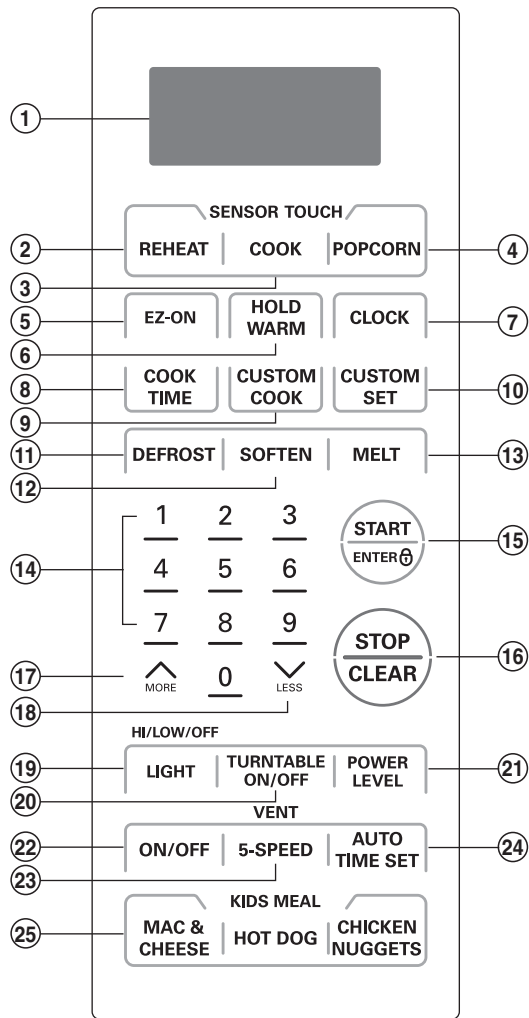 1
SENSOR TOUCH
2 REHEAT COOK POPCORN 4
3
5 EZ-ON HOLD WARM CLOCK 7
6
8 COOK TIME CUSTOM COOK CUSTOM SET 10
9
11 DEFROST SOFTEN MELT 13
12
1 2 3
START ENTER 15
14 4 5 6
7 8 9
STOP CLEAR 16
17 MORE 0 LESS
18
HI/LOW/OFF
19 LIGHT TURNTABLE ON/OFF POWER LEVEL 21
20
VENT
22 ON/OFF 5-SPEED AUTO TIME SET 24
23
KIDS MEAL
25 MAC & CHEESE HOT DOG CHICKEN NUGGETS